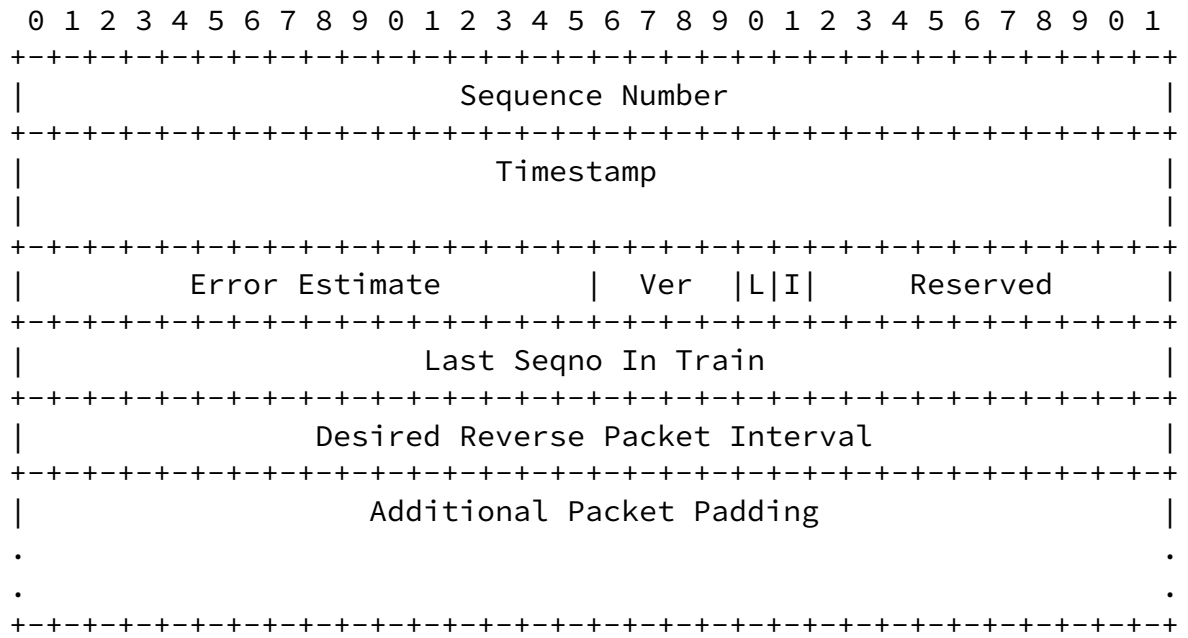 0 1 2 3 4 5 6 7 8 9 0 1 2 3 4 5 6 7 8 9 0 1 2 3 4 5 6 7 8 9 0 1
+-+-+-+-+-+-+-+-+-+-+-+-+-+-+-+-+-+-+-+-+-+-+-+-+-+-+-+-+-+-+-+-+
|                        Sequence Number                        |
+-+-+-+-+-+-+-+-+-+-+-+-+-+-+-+-+-+-+-+-+-+-+-+-+-+-+-+-+-+-+-+-+
|                          Timestamp                            |
|                                                               |
+-+-+-+-+-+-+-+-+-+-+-+-+-+-+-+-+-+-+-+-+-+-+-+-+-+-+-+-+-+-+-+-+
|         Error Estimate        |  Ver  |L|I|     Reserved      |
+-+-+-+-+-+-+-+-+-+-+-+-+-+-+-+-+-+-+-+-+-+-+-+-+-+-+-+-+-+-+-+-+
|                      Last Seqno In Train                      |
+-+-+-+-+-+-+-+-+-+-+-+-+-+-+-+-+-+-+-+-+-+-+-+-+-+-+-+-+-+-+-+-+
|                Desired Reverse Packet Interval                |
+-+-+-+-+-+-+-+-+-+-+-+-+-+-+-+-+-+-+-+-+-+-+-+-+-+-+-+-+-+-+-+-+
|                   Additional Packet Padding                   |
.                                                               .
.                                                               .
+-+-+-+-+-+-+-+-+-+-+-+-+-+-+-+-+-+-+-+-+-+-+-+-+-+-+-+-+-+-+-+-+